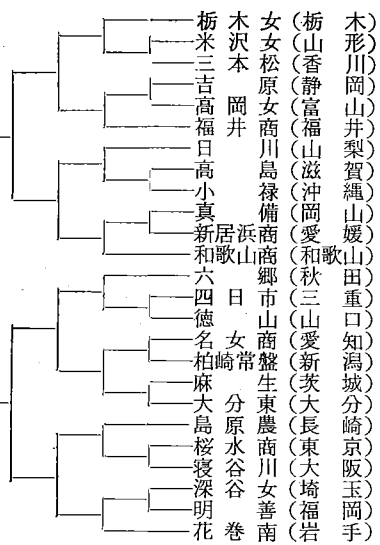 栃木女(栃木)
米沢女(山形)
三本松(香川)
吉原(静岡)
高岡女(富山)
福井商(福井)
日川(山梨)
高島(滋賀)
小禄(沖縄)
真備(岡山)
新居浜商(愛媛)
和歌山商(和歌山)
六郷(秋田)
四日市(三重)
徳山(山口)
名女商(愛知)
柏崎常盤(新潟)
麻生(茨城)
大分東(大分)
島原農(長崎)
桜水商(東京)
寝谷川(大阪)
深谷女(埼玉)
明善(福岡)
花巻南(岩手)